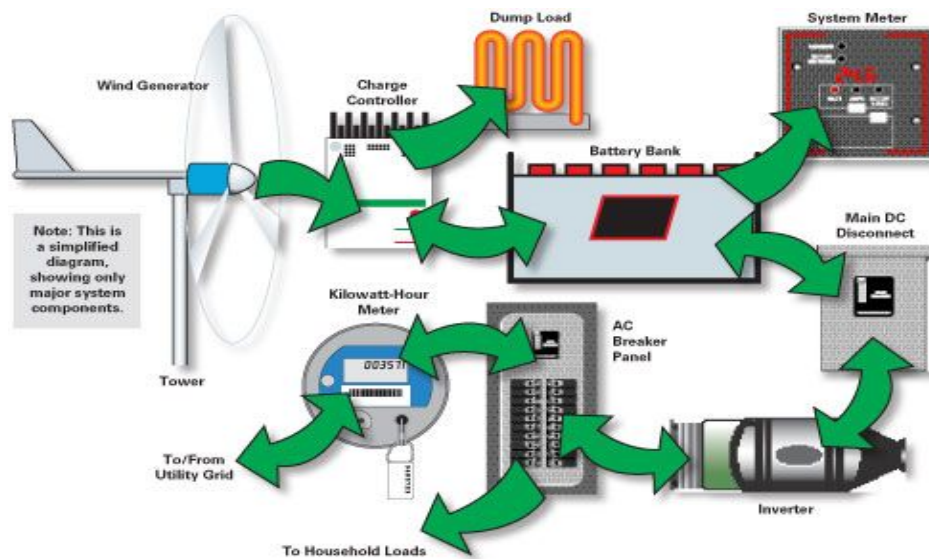 Dump Load
System Meter
Wind Generator
Charge
Controller
Battery Bank
Note: This is
a simplified
diagram,
showing only
major system
components.
Main DC
Disconnect
Kilowatt-Hour
Meter
AC
Breaker
Panel
Tower
To/From
Utility Grid
Inverter
To Household Loads